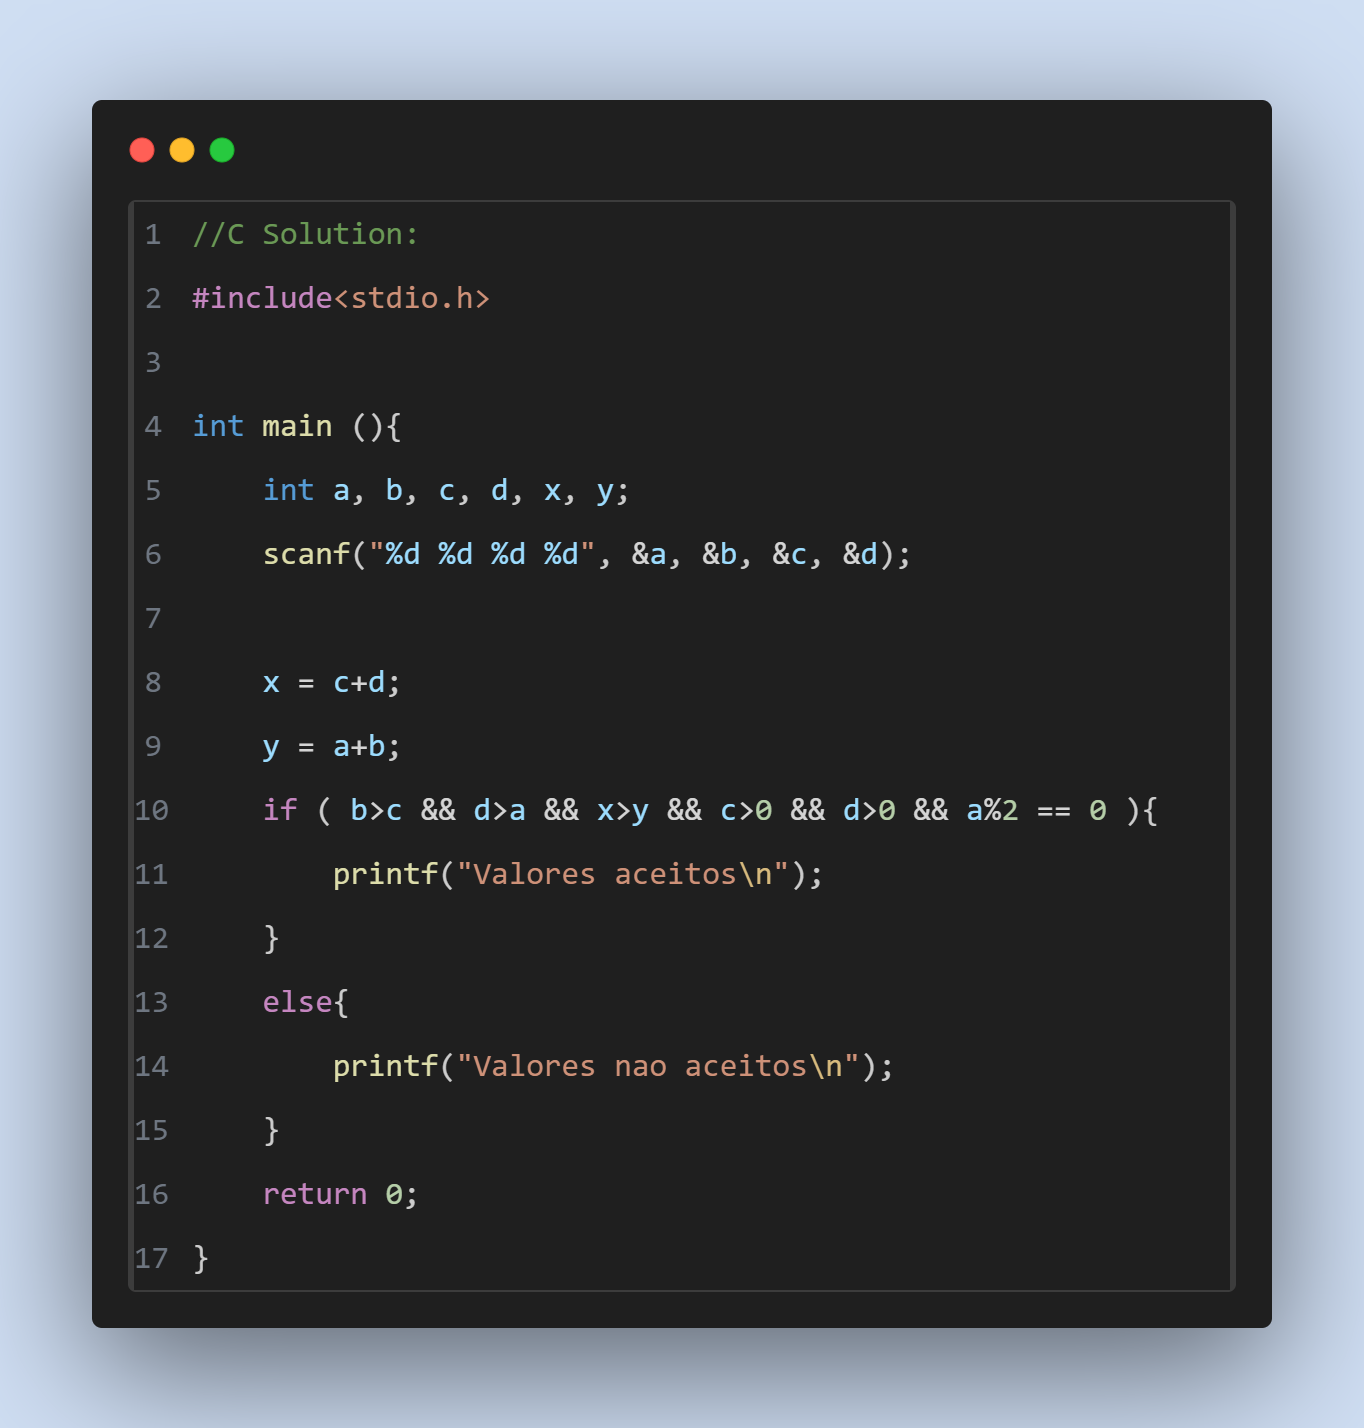 1 //C Solution:
2 #include<stdio.h>
3
4 int main (){
5     int a, b, c, d, x, y;
6     scanf("%d %d %d %d", &a, &b, &c, &d);
7
8     x = c+d;
9     y = a+b;
10     if ( b>c && d>a && x>y && c>0 && d>0 && a%2 == 0 ){
11         printf("Valores aceitos\n");
12     }
13     else{
14         printf("Valores nao aceitos\n");
15     }
16     return 0;
17 }